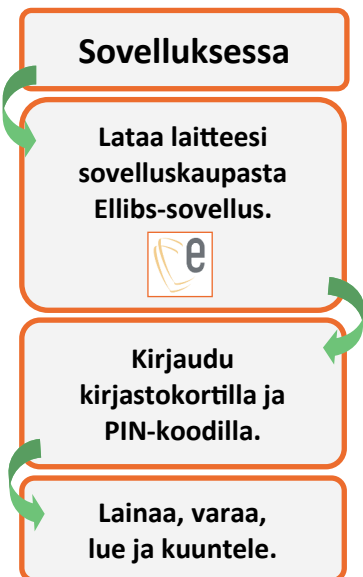 Sovelluksessa
Lataa laitteesi
sovelluskaupasta
Ellibs-sovellus.
e
Kirjaudu
kirjastokortilla ja
PIN-koodilla.
Lainaa, varaa,
lue ja kuuntele.